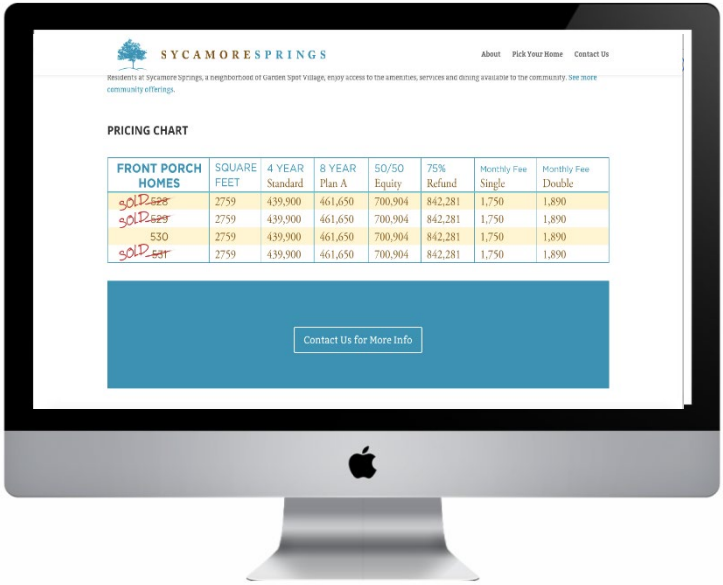 SYCAMORESPRINGS
About Pick Your Home Contact Us
Residents at Sycamore Springs, a neighborhood of Garden Spot Village, enjoy access to the amenities, services and dining available to the community. See more
community offerings.
PRICING CHART
FRONT PORCH HOMES SQUARE FEET 4 YEAR Standard 8 YEAR Plan A 50/50 Equity 75% Refund Monthly Fee Single Monthly Fee Double
SOLD 528 2759 439,900 461,650 700,904 842,281 1,750 1,890
SOLD 529 2759 439,900 461,650 700,904 842,281 1,750 1,890
530 2759 439,900 461,650 700,904 842,281 1,750 1,890
SOLD 531 2759 439,900 461,650 700,904 842,281 1,750 1,890
Contact Us for More Info